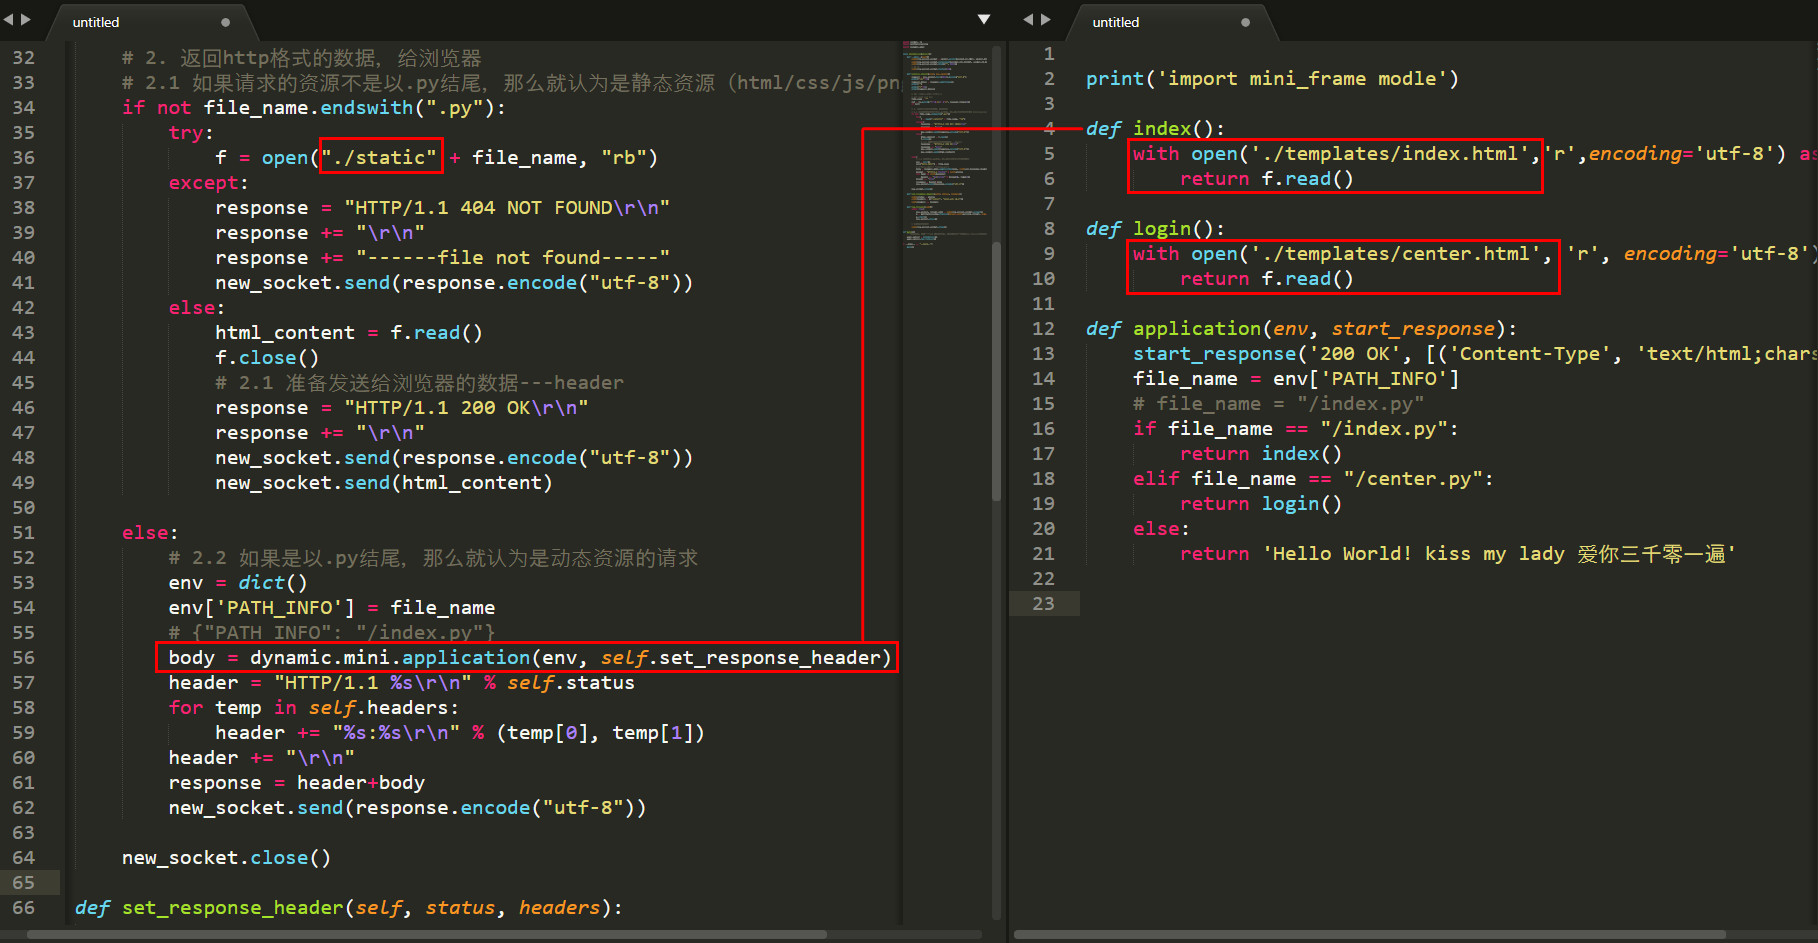 untitled
32 # 2. 返回http格式的数据, 给浏览器
33 # 2.1 如果请求的资源不是以.py结尾, 那么就认为是静态资源 (html/css/js/pn
34 if not file_name.endswith(".py"):
35 try:
36 f = open("./static" + file_name, "rb")
37 except:
38 response = "HTTP/1.1 404 NOT FOUND\r\n"
39 response += "\r\n"
40 response += "------file not found-----"
41 new_socket.send(response.encode("utf-8"))
42 else:
43 html_content = f.read()
44 f.close()
45 # 2.1 准备发送给浏览器的数据---header
46 response = "HTTP/1.1 200 OK\r\n"
47 response += "\r\n"
48 new_socket.send(response.encode("utf-8"))
49 new_socket.send(html_content)
50
51 else:
52 # 2.2 如果是以.py结尾, 那么就认为是动态资源的请求
53 env = dict()
54 env['PATH_INFO'] = file_name
55 # {"PATH INFO": "/index.py"}
56 body = dynamic.mini.application(env, self.set_response_header)
57 header = "HTTP/1.1 %s\r\n" % self.status
58 for temp in self.headers:
59 header += "%s:%s\r\n" % (temp[0], temp[1])
60 header += "\r\n"
61 response = header+body
62 new_socket.send(response.encode("utf-8"))
63
64 new_socket.close()
65
66 def set_response_header(self, status, headers):
untitled
1
2 print('import mini_frame modle')
3
4 def index():
5 with open('./templates/index.html','r',encoding='utf-8') as
6 return f.read()
7
8 def login():
9 with open('./templates/center.html', 'r', encoding='utf-8')
10 return f.read()
11
12 def application(env, start_response):
13 start_response('200 OK', [('Content-Type', 'text/html;chars
14 file_name = env['PATH_INFO']
15 # file_name = "/index.py"
16 if file_name == "/index.py":
17 return index()
18 elif file_name == "/center.py":
19 return login()
20 else:
21 return 'Hello World! kiss my lady 爱你三千零一遍'
22
23